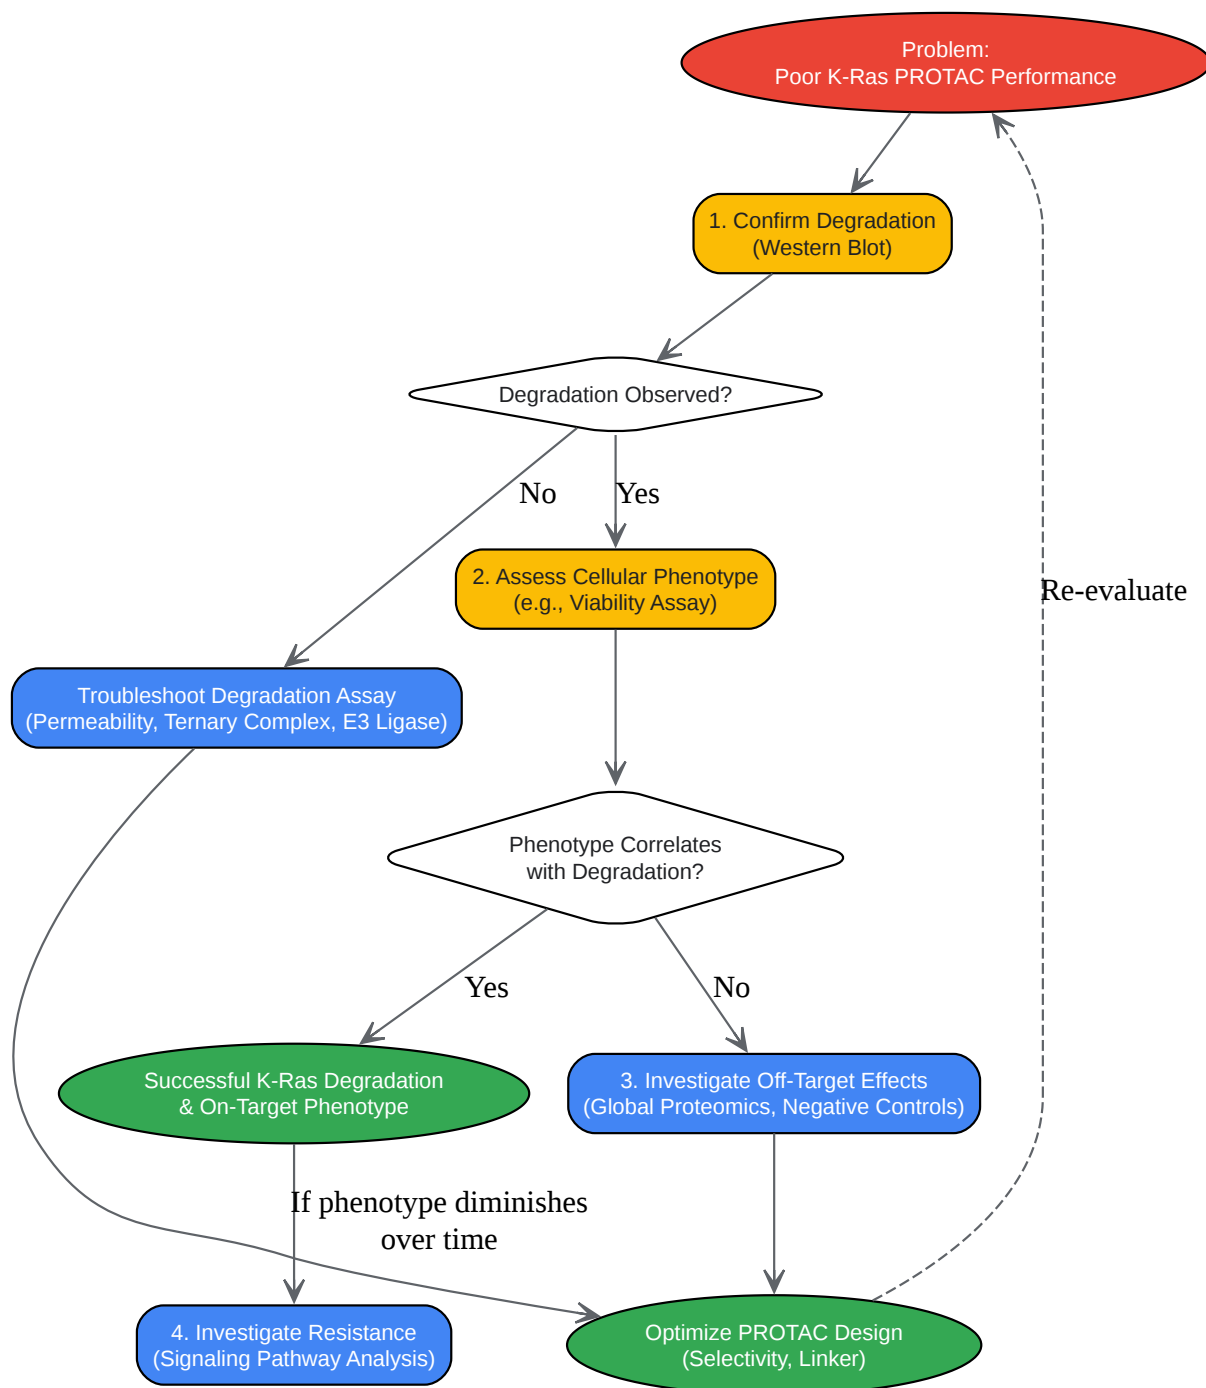 Problem:
Poor K-Ras PROTAC Performance
1. Confirm Degradation
(Western Blot)
Degradation Observed?
No
Yes
2. Assess Cellular Phenotype
(e.g., Viability Assay)
Re-evaluate
Troubleshoot Degradation Assay
(Permeability, Ternary Complex, E3 Ligase)
Phenotype Correlates
with Degradation?
Yes
No
Successful K-Ras Degradation
& On-Target Phenotype
3. Investigate Off-Target Effects
(Global Proteomics, Negative Controls)
If phenotype diminishes
over time
4. Investigate Resistance
(Signaling Pathway Analysis)
Optimize PROTAC Design
(Selectivity, Linker)